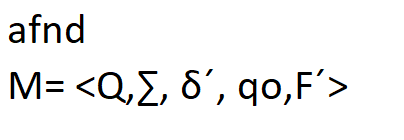 afnd
M= <Q,∑, δ´, qo,F´>